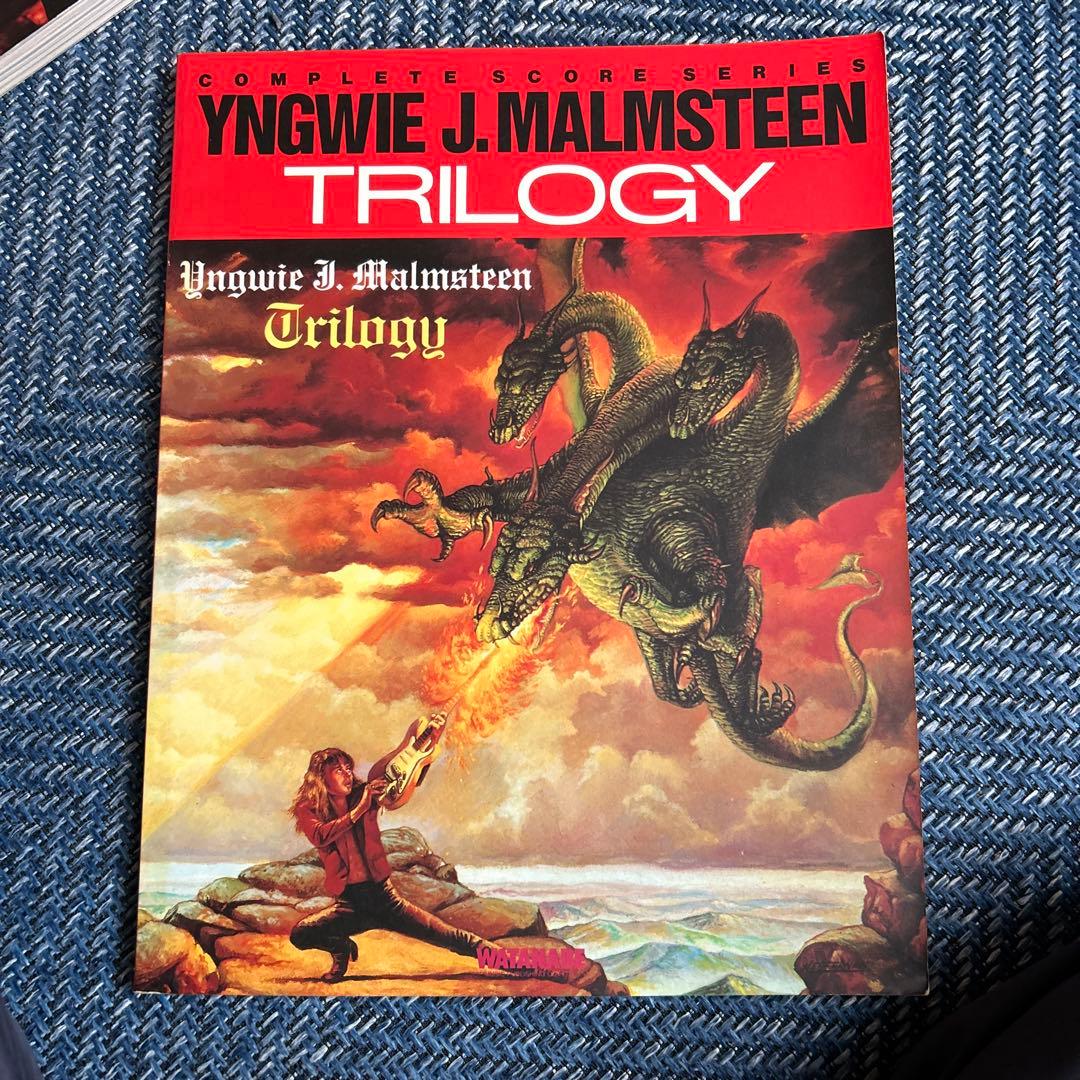 COMPLETE SCORE SERIES
YNGWIE J. MALMSTEEN
TRILOGY
Yngwie J. Malmsteen
Trilogy
WATANABE